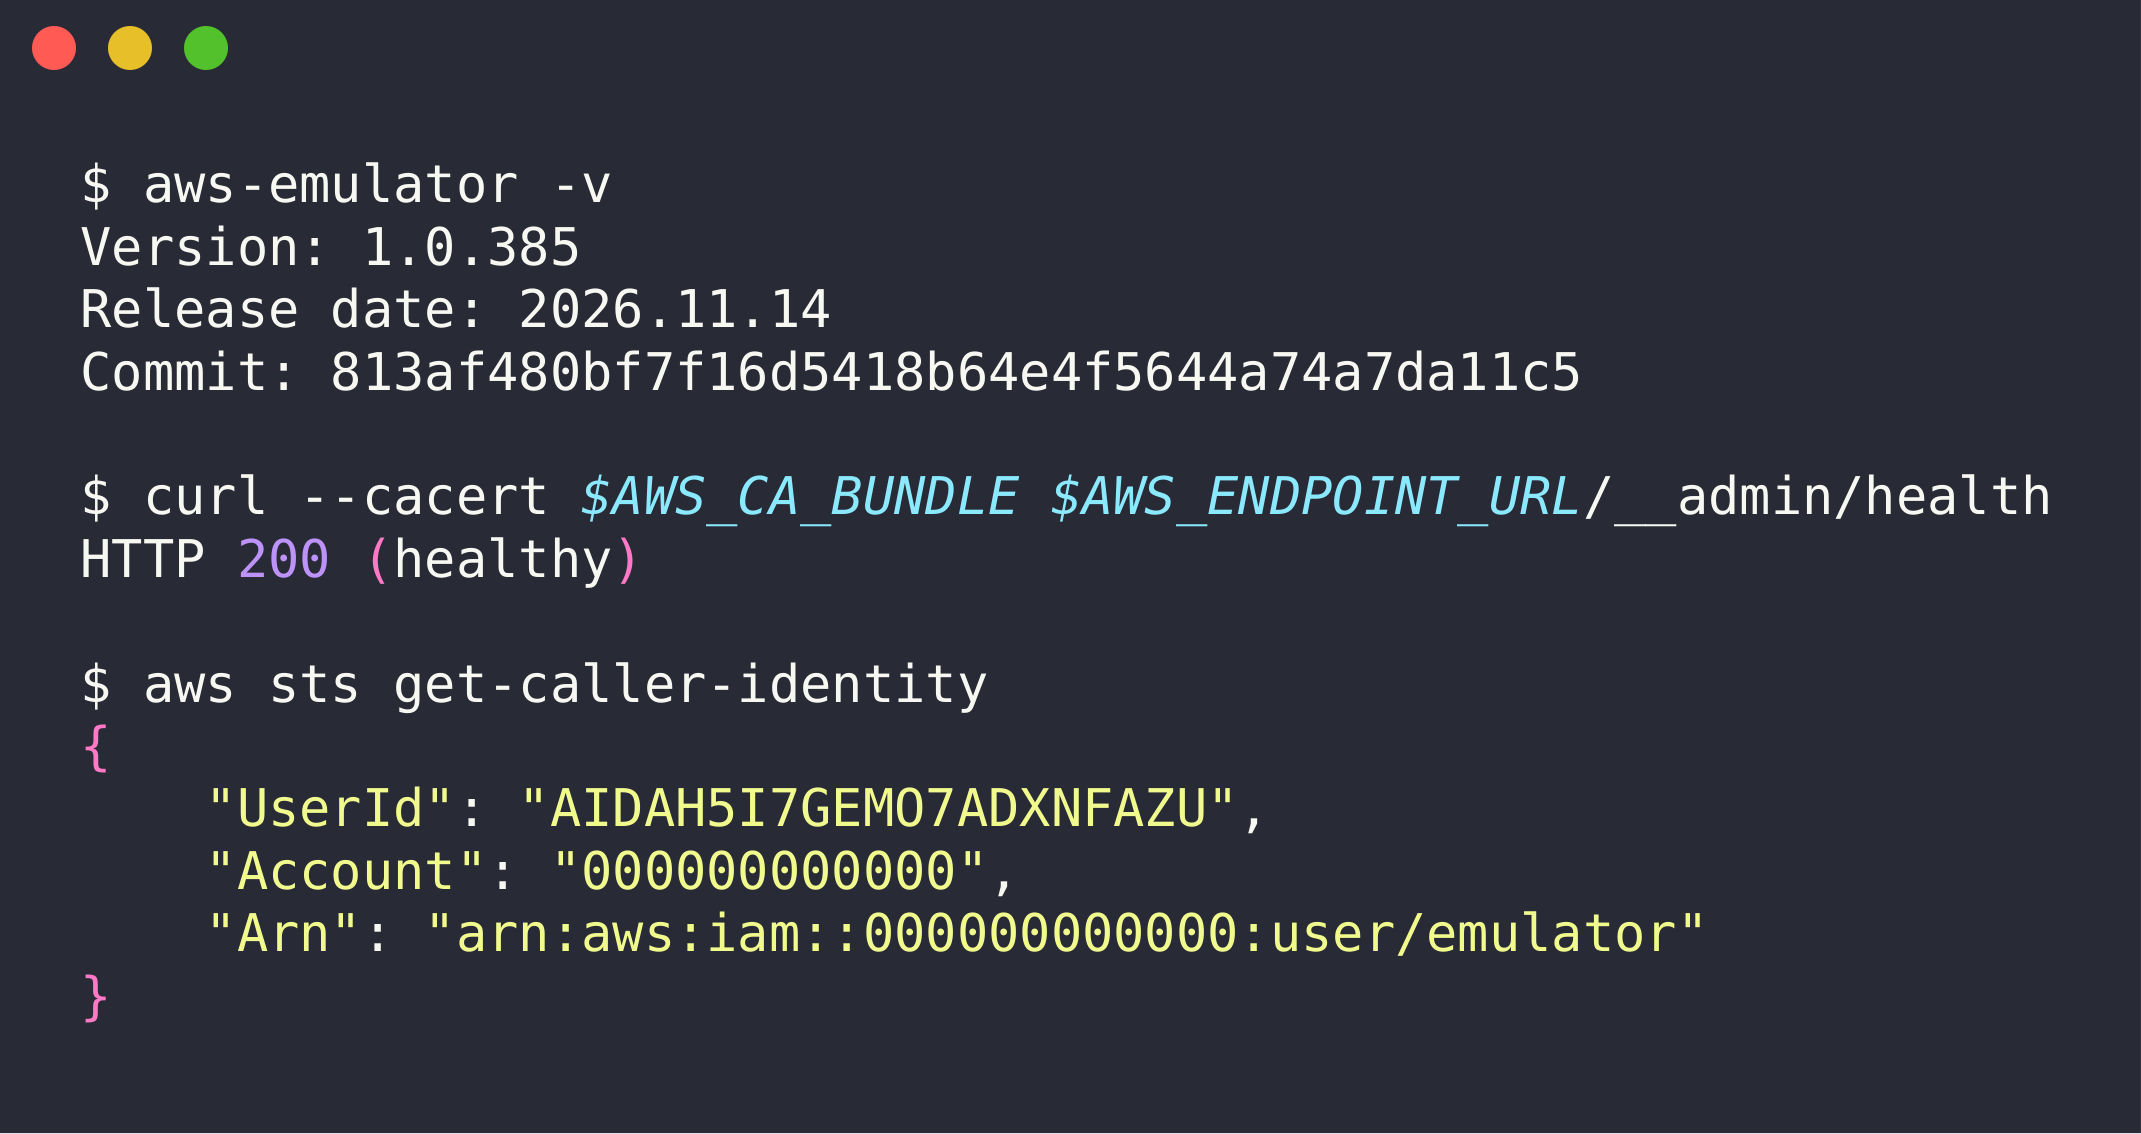 $ aws-emulator -v
Version: 1.0.385
Release date: 2026.11.14
Commit: 813af480bf7f16d5418b64e4f5644a74a7da11c5
$ curl --cacert $AWS_CA_BUNDLE $AWS_ENDPOINT_URL/__admin/health
HTTP 200 (healthy)
$ aws sts get-caller-identity
{
    "UserId": "AIDAH5I7GEMO7ADXNFAZU",
    "Account": "000000000000",
    "Arn": "arn:aws:iam::000000000000:user/emulator"
}